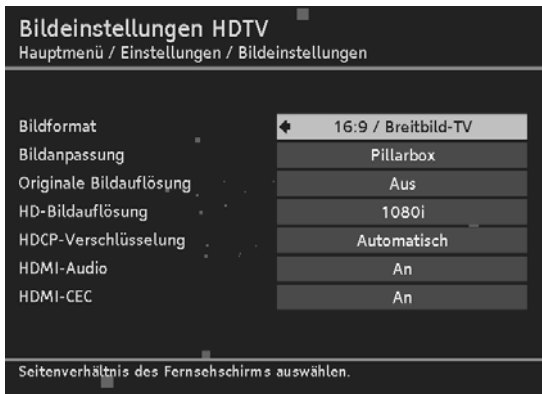 Bildeinstellungen HDTV
Hauptmenü / Einstellungen / Bildeinstellungen
Bildformat 16:9 / Breitbild-TV
Bildanpassung Pillarbox
Originale Bildauflösung Aus
HD-Bildauflösung 1080i
HDCP-Verschlüsselung Automatisch
HDMI-Audio An
HDMI-CEC An
Seitenverhältnis des Fernsehschirms auswählen.